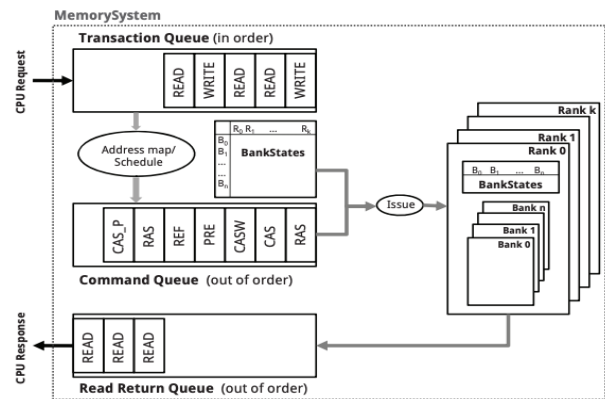 MemorySystem
Transaction Queue (in order)
CPU Request
READ
WRITE
READ
READ
WRITE
Address map/
Schedule
R0 R1 ... Rk
B0
B1
...
...
Bn
BankStates
Issue
Rank k
Rank 1
Rank 0
B0 B1 ... Bn
BankStates
Bank n
Bank 1
Bank 0
CAS_P
RAS
REF
PRE
CASW
CAS
RAS
Command Queue (out of order)
CPU Response
READ
READ
READ
Read Return Queue (out of order)